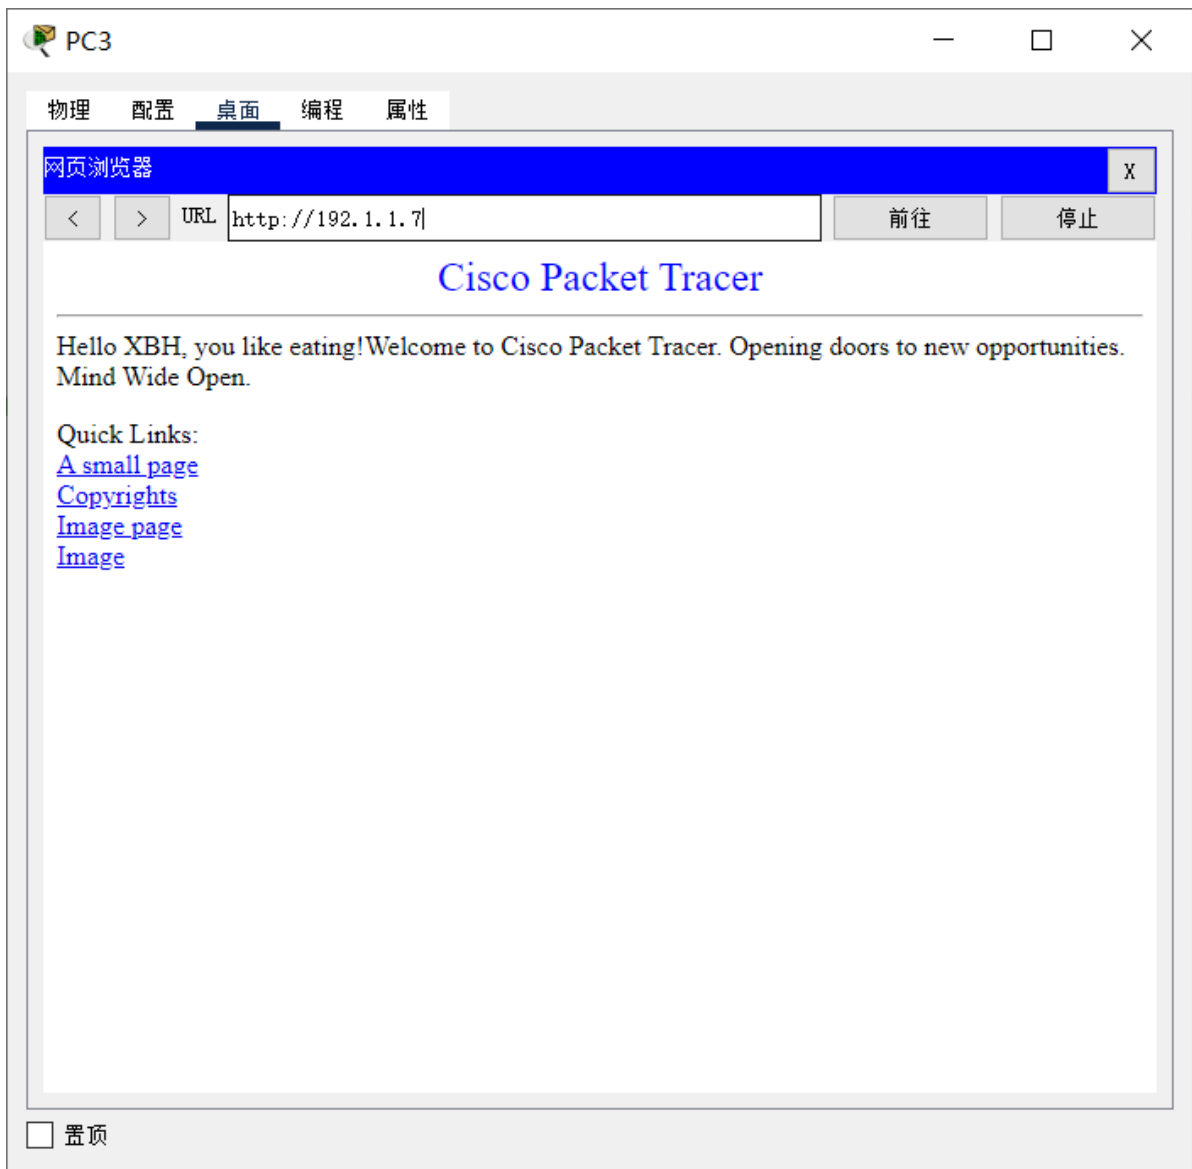 PC3
物理 配置 桌面 编程 属性
网页浏览器 X
< > URL http://192.1.1.7 前往 停止
Cisco Packet Tracer
Hello XBH, you like eating!Welcome to Cisco Packet Tracer. Opening doors to new opportunities.
Mind Wide Open.
Quick Links:
A small page
Copyrights
Image page
Image
置顶